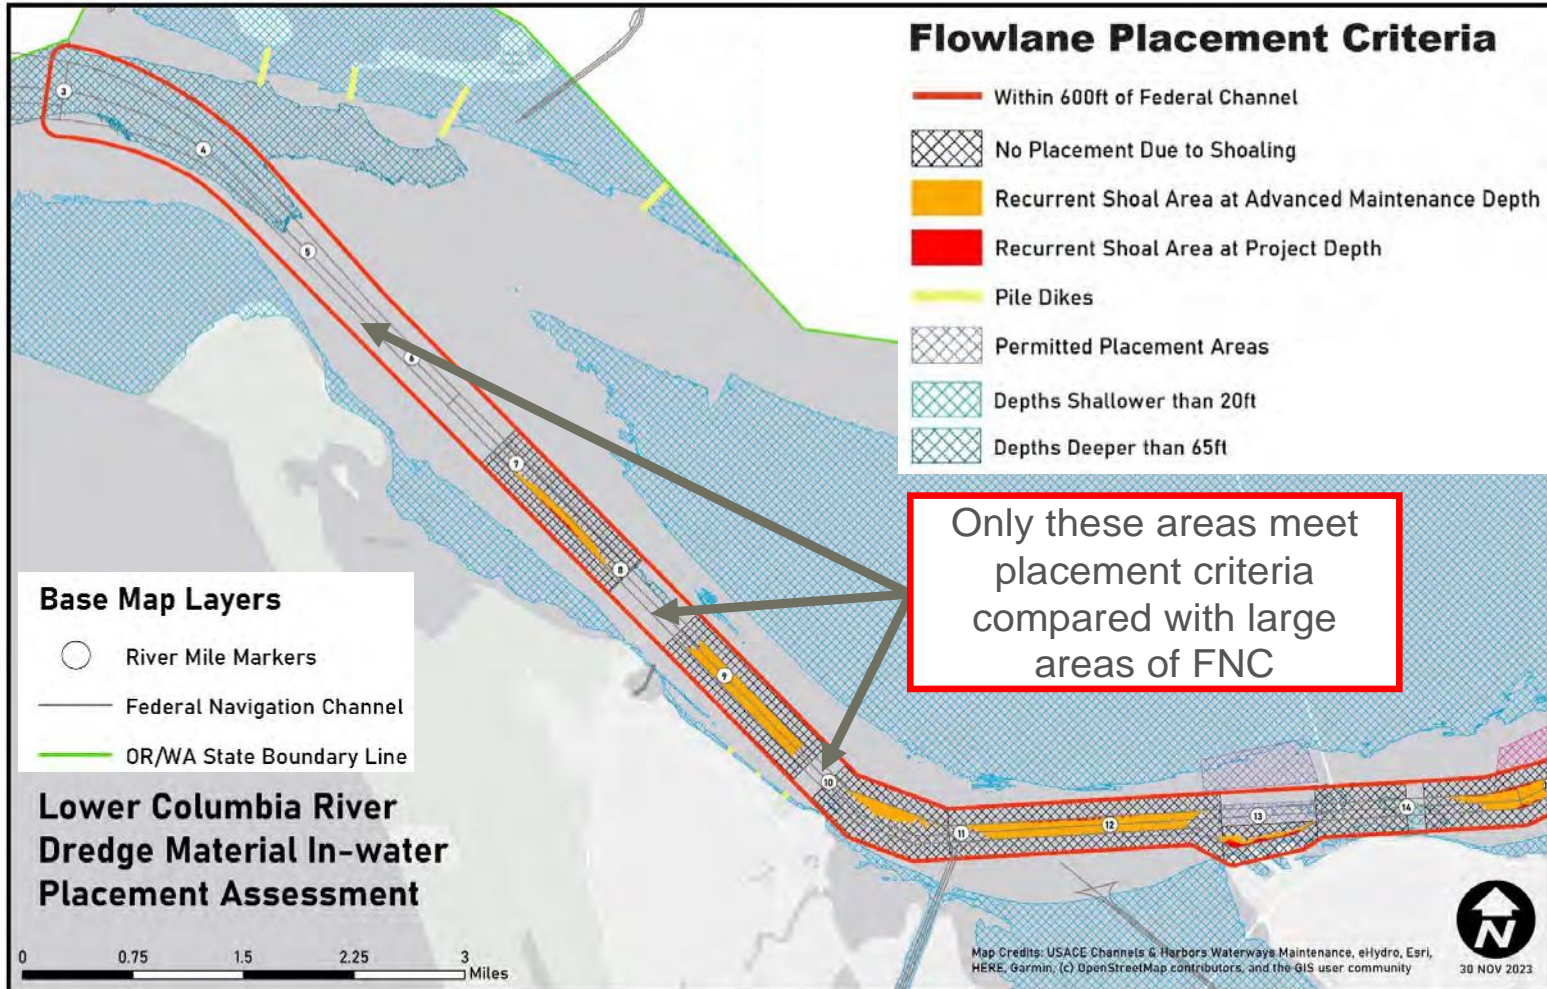 Flowlane Placement Criteria
Within 600ft of Federal Channel
No Placement Due to Shoaling
Recurrent Shoal Area at Advanced Maintenance Depth
Recurrent Shoal Area at Project Depth
Pile Dikes
Permitted Placement Areas
Depths Shallower than 20ft
Depths Deeper than 65ft
3
4
5
6
7
8
9
10
11
12
13
14
Only these areas meet
placement criteria
compared with large
areas of FNC
Base Map Layers
River Mile Markers
Federal Navigation Channel
OR/WA State Boundary Line
Lower Columbia River
Dredge Material In-water
Placement Assessment
0 0.75 1.5 2.25 3
Miles
Map Credits: USACE Channels & Harbors Waterways Maintenance, eHydro, Esri,
HERE, Garmin, (c) OpenStreetMap contributors, and the GIS user community
N
30 NOV 2023